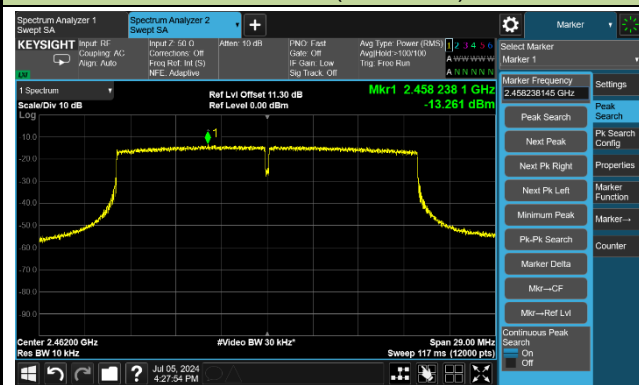 Spectrum Analyzer 1
Swept SA
Spectrum Analyzer 2
Swept SA
Marker
KEYSIGHT
Input: RF
Coupling: AC
Align: Auto
Input Z: 50 Ω
Corrections: Off
Freq Ref: Int (S)
NFE: Adaptive
Atten: 10 dB
PNO: Fast
Gate: Off
IF Gain: Low
Sig Track: Off
Avg Type: Power (RMS)
Avg|Hold:>100/100
Trig: Free Run
1 2 3 4 5 6
A W W W W W
A N N N N N
LVI
Select Marker
Marker 1
1 Spectrum
Scale/Div 10 dB
Log
Ref Lvl Offset 11.30 dB
Ref Level 0.00 dBm
Mkr1 2.458 238 1 GHz
-13.261 dBm
1
-10.0
-20.0
-30.0
-40.0
-50.0
-60.0
-70.0
-80.0
-90.0
Center 2.46200 GHz
Res BW 10 kHz
#Video BW 30 kHz*
Span 29.00 MHz
Sweep 117 ms (12000 pts)
Marker Frequency
2.458238145 GHz
Peak Search
Next Peak
Next Pk Right
Next Pk Left
Minimum Peak
Pk-Pk Search
Marker Delta
Mkr→CF
Mkr→Ref Lvl
Continuous Peak
Search
On
Off
Settings
Peak
Search
Pk Search
Config
Properties
Marker
Function
Marker→
Counter
Jul 05, 2024
4:27:54 PM